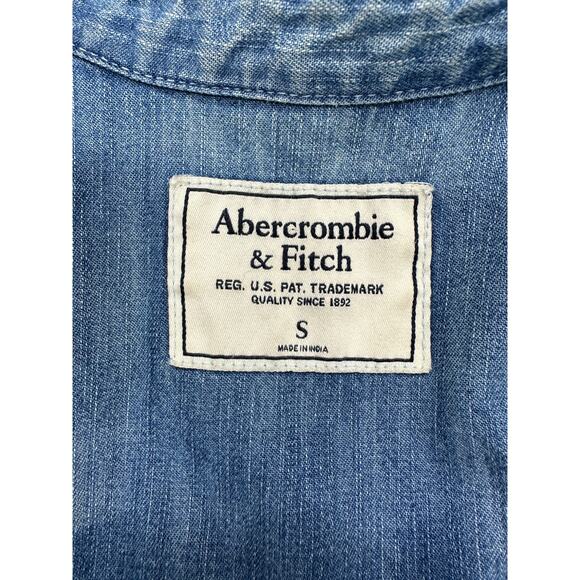 Abercrombie
& Fitch
REG. U.S. PAT. TRADEMARK
QUALITY SINCE 1892
S
MADE IN INDIA